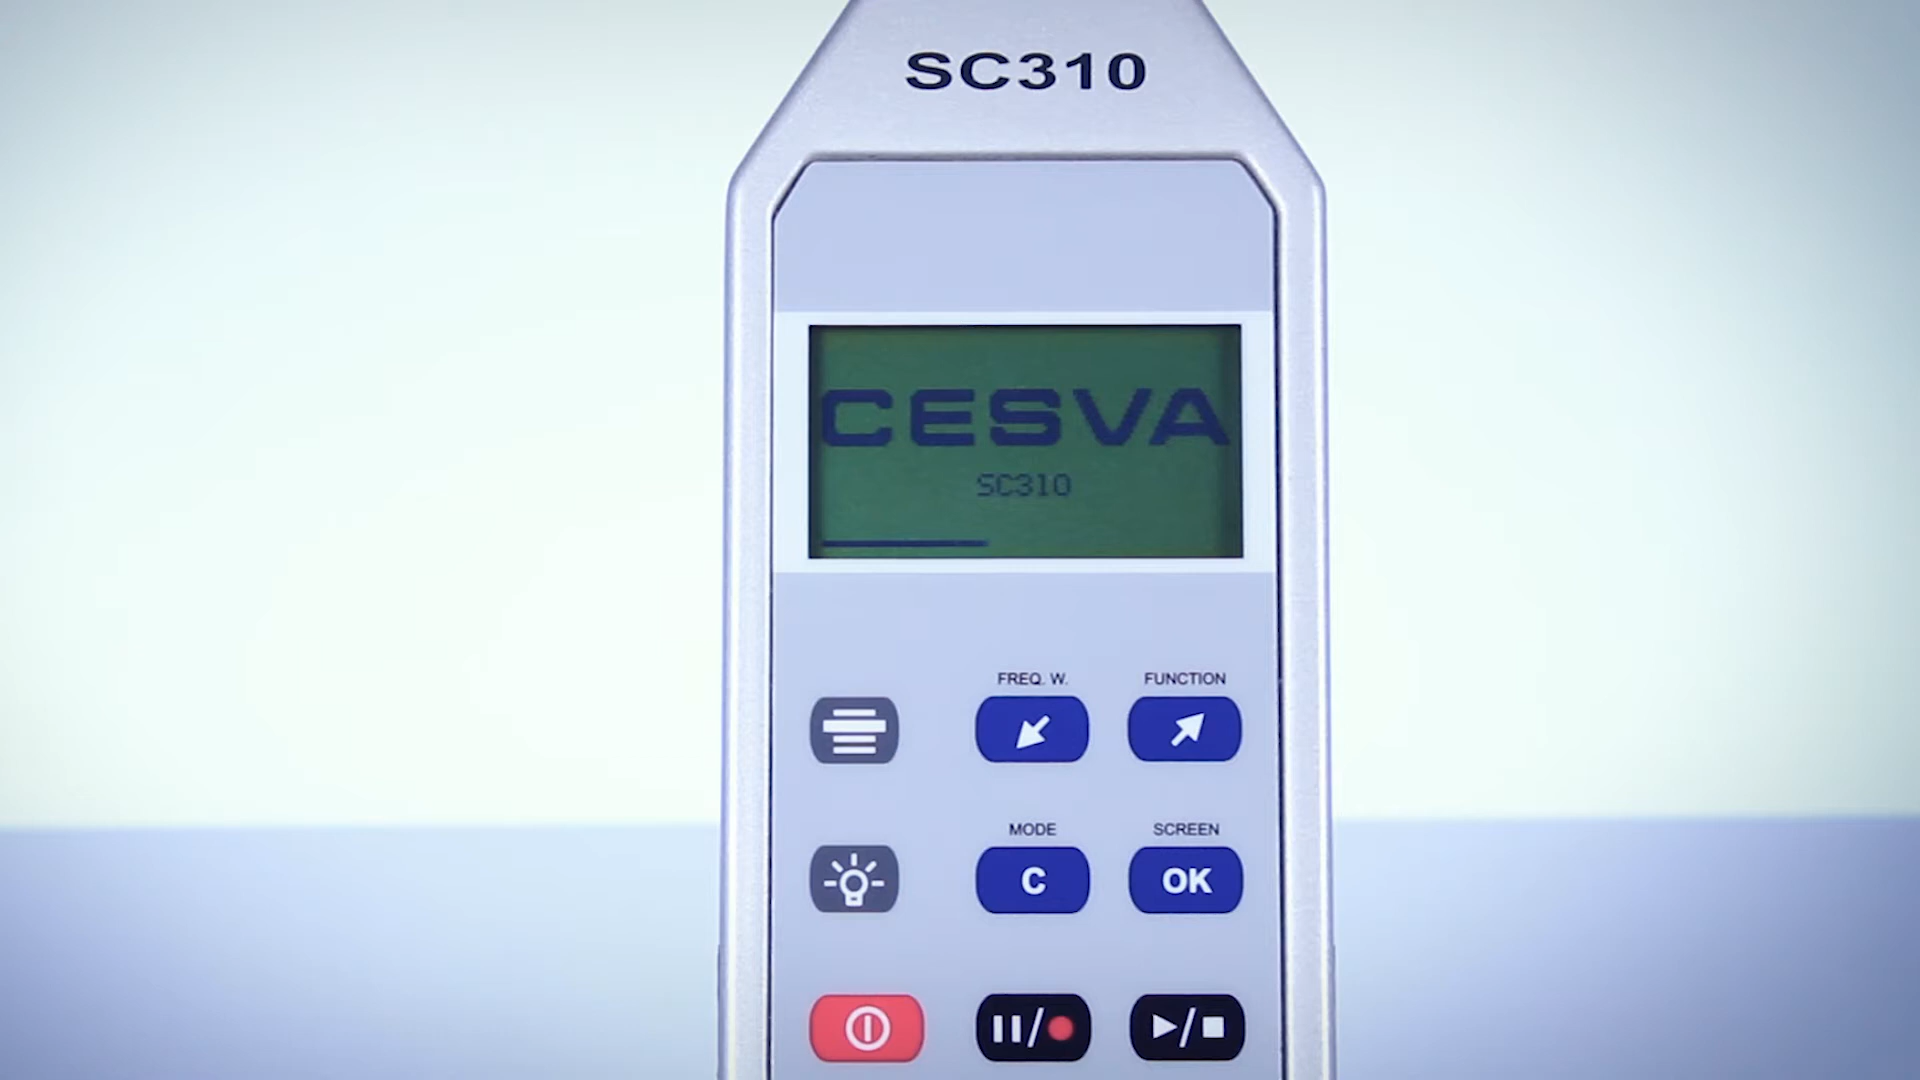 SC310
CESVA
SC310
FREQ. W.
FUNCTION
MODE
SCREEN
C
OK